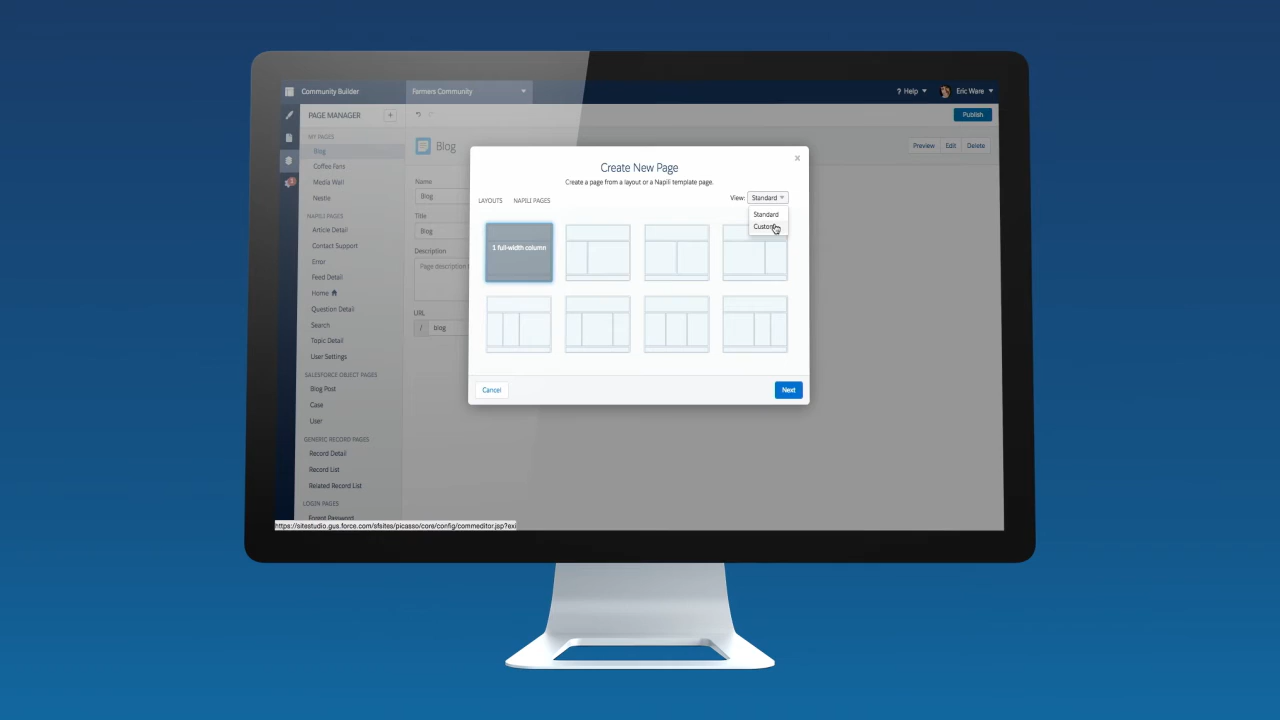 Community Builder
Farmers Community
? Help
Eric Ware
PAGE MANAGER
+
Publish
MY PAGES
Blog
Coffee Fans
Media Wall
Nestle
NAPILI PAGES
Article Detail
Contact Support
Error
Feed Detail
Home
Question Detail
Search
Topic Detail
User Settings
SALESFORCE OBJECT PAGES
Blog Post
Case
User
GENERIC RECORD PAGES
Record Detail
Record List
Related Record List
LOGIN PAGES
Forgot Password
Blog
Preview
Edit
Delete
Name
Blog
Title
Blog
Description
Page description
URL
/ blog
Create New Page
Create a page from a layout or a Napili template page.
LAYOUTS
NAPILI PAGES
View: Standard
Standard
Custom
1 full-width column
Cancel
Next
https://sitestudio.gus.force.com/sfsites/picasso/core/config/commeditor.jsp?exi